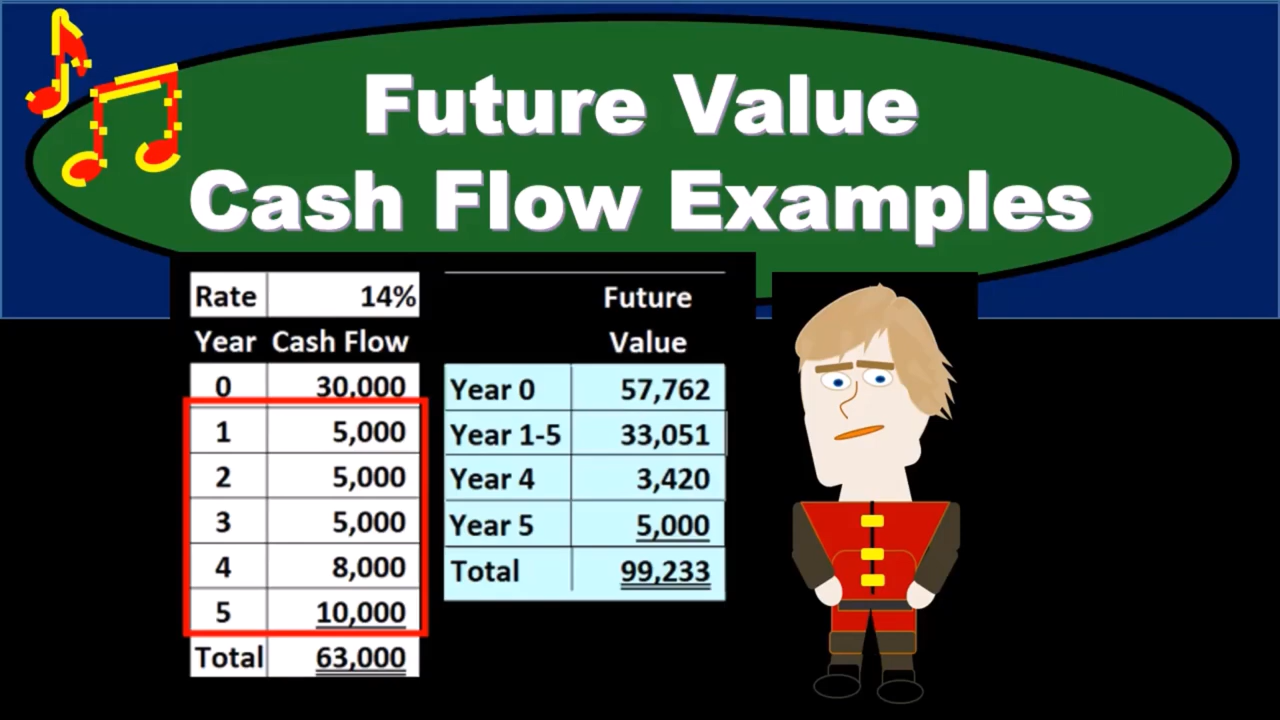 Future Value
Cash Flow Examples
Rate 14%
Year Cash Flow
0 30,000
1 5,000
2 5,000
3 5,000
4 8,000
5 10,000
Total 63,000
Future
Value
Year 0 57,762
Year 1-5 33,051
Year 4 3,420
Year 5 5,000
Total 99,233